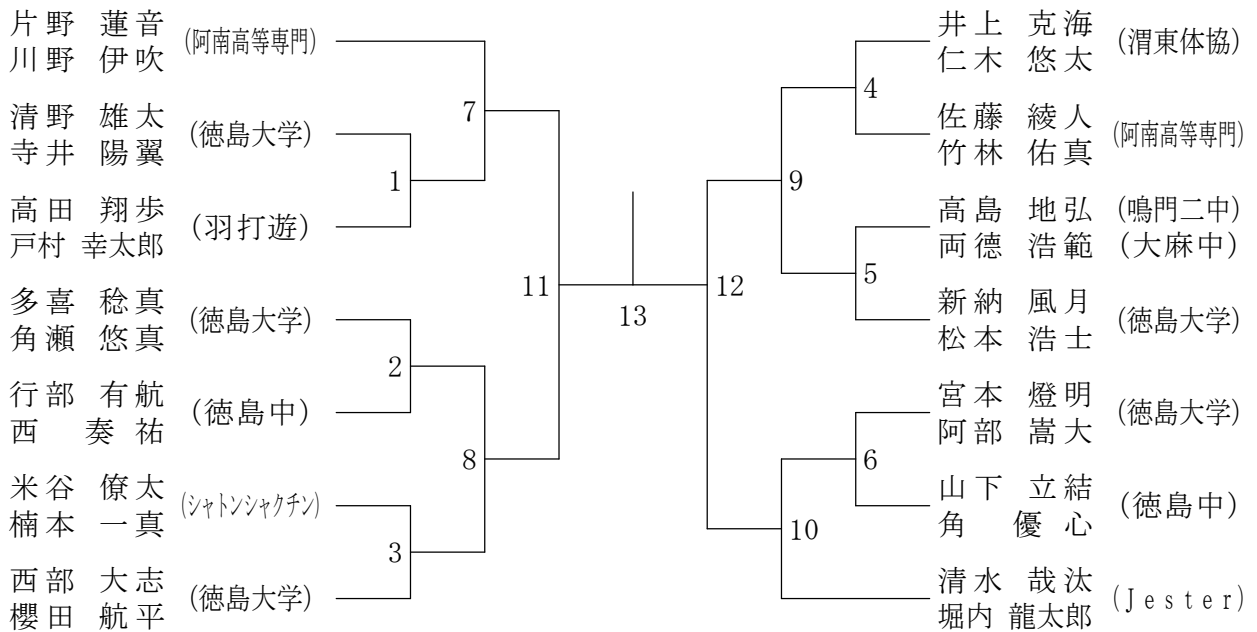 片野 蓮音
川野 伊吹
(阿南高等専門)
清野 雄太
寺井 陽翼
(徳島大学)
高田 翔歩
戸村 幸太郎
(羽打遊)
多喜 稔真
角瀬 悠真
(徳島大学)
行部 有航
西 奏祐
(徳島中)
米谷 僚太
楠本 一真
(シャトンシャクチン)
西部 大志
櫻田 航平
(徳島大学)
7
1
11
2
8
3
13
12
4
9
5
6
10
井上 克海
仁木 悠太
(渭東体協)
佐藤 綾人
竹林 佑真
(阿南高等専門)
高島 地弘 (鳴門二中)
両德 浩範 (大麻中)
新納 風月
松本 浩士
(徳島大学)
宮本 燈明
阿部 嵩大
(徳島大学)
山下 立結
角 優心
(徳島中)
清水 哉汰
堀内 龍太郎
(Jester)